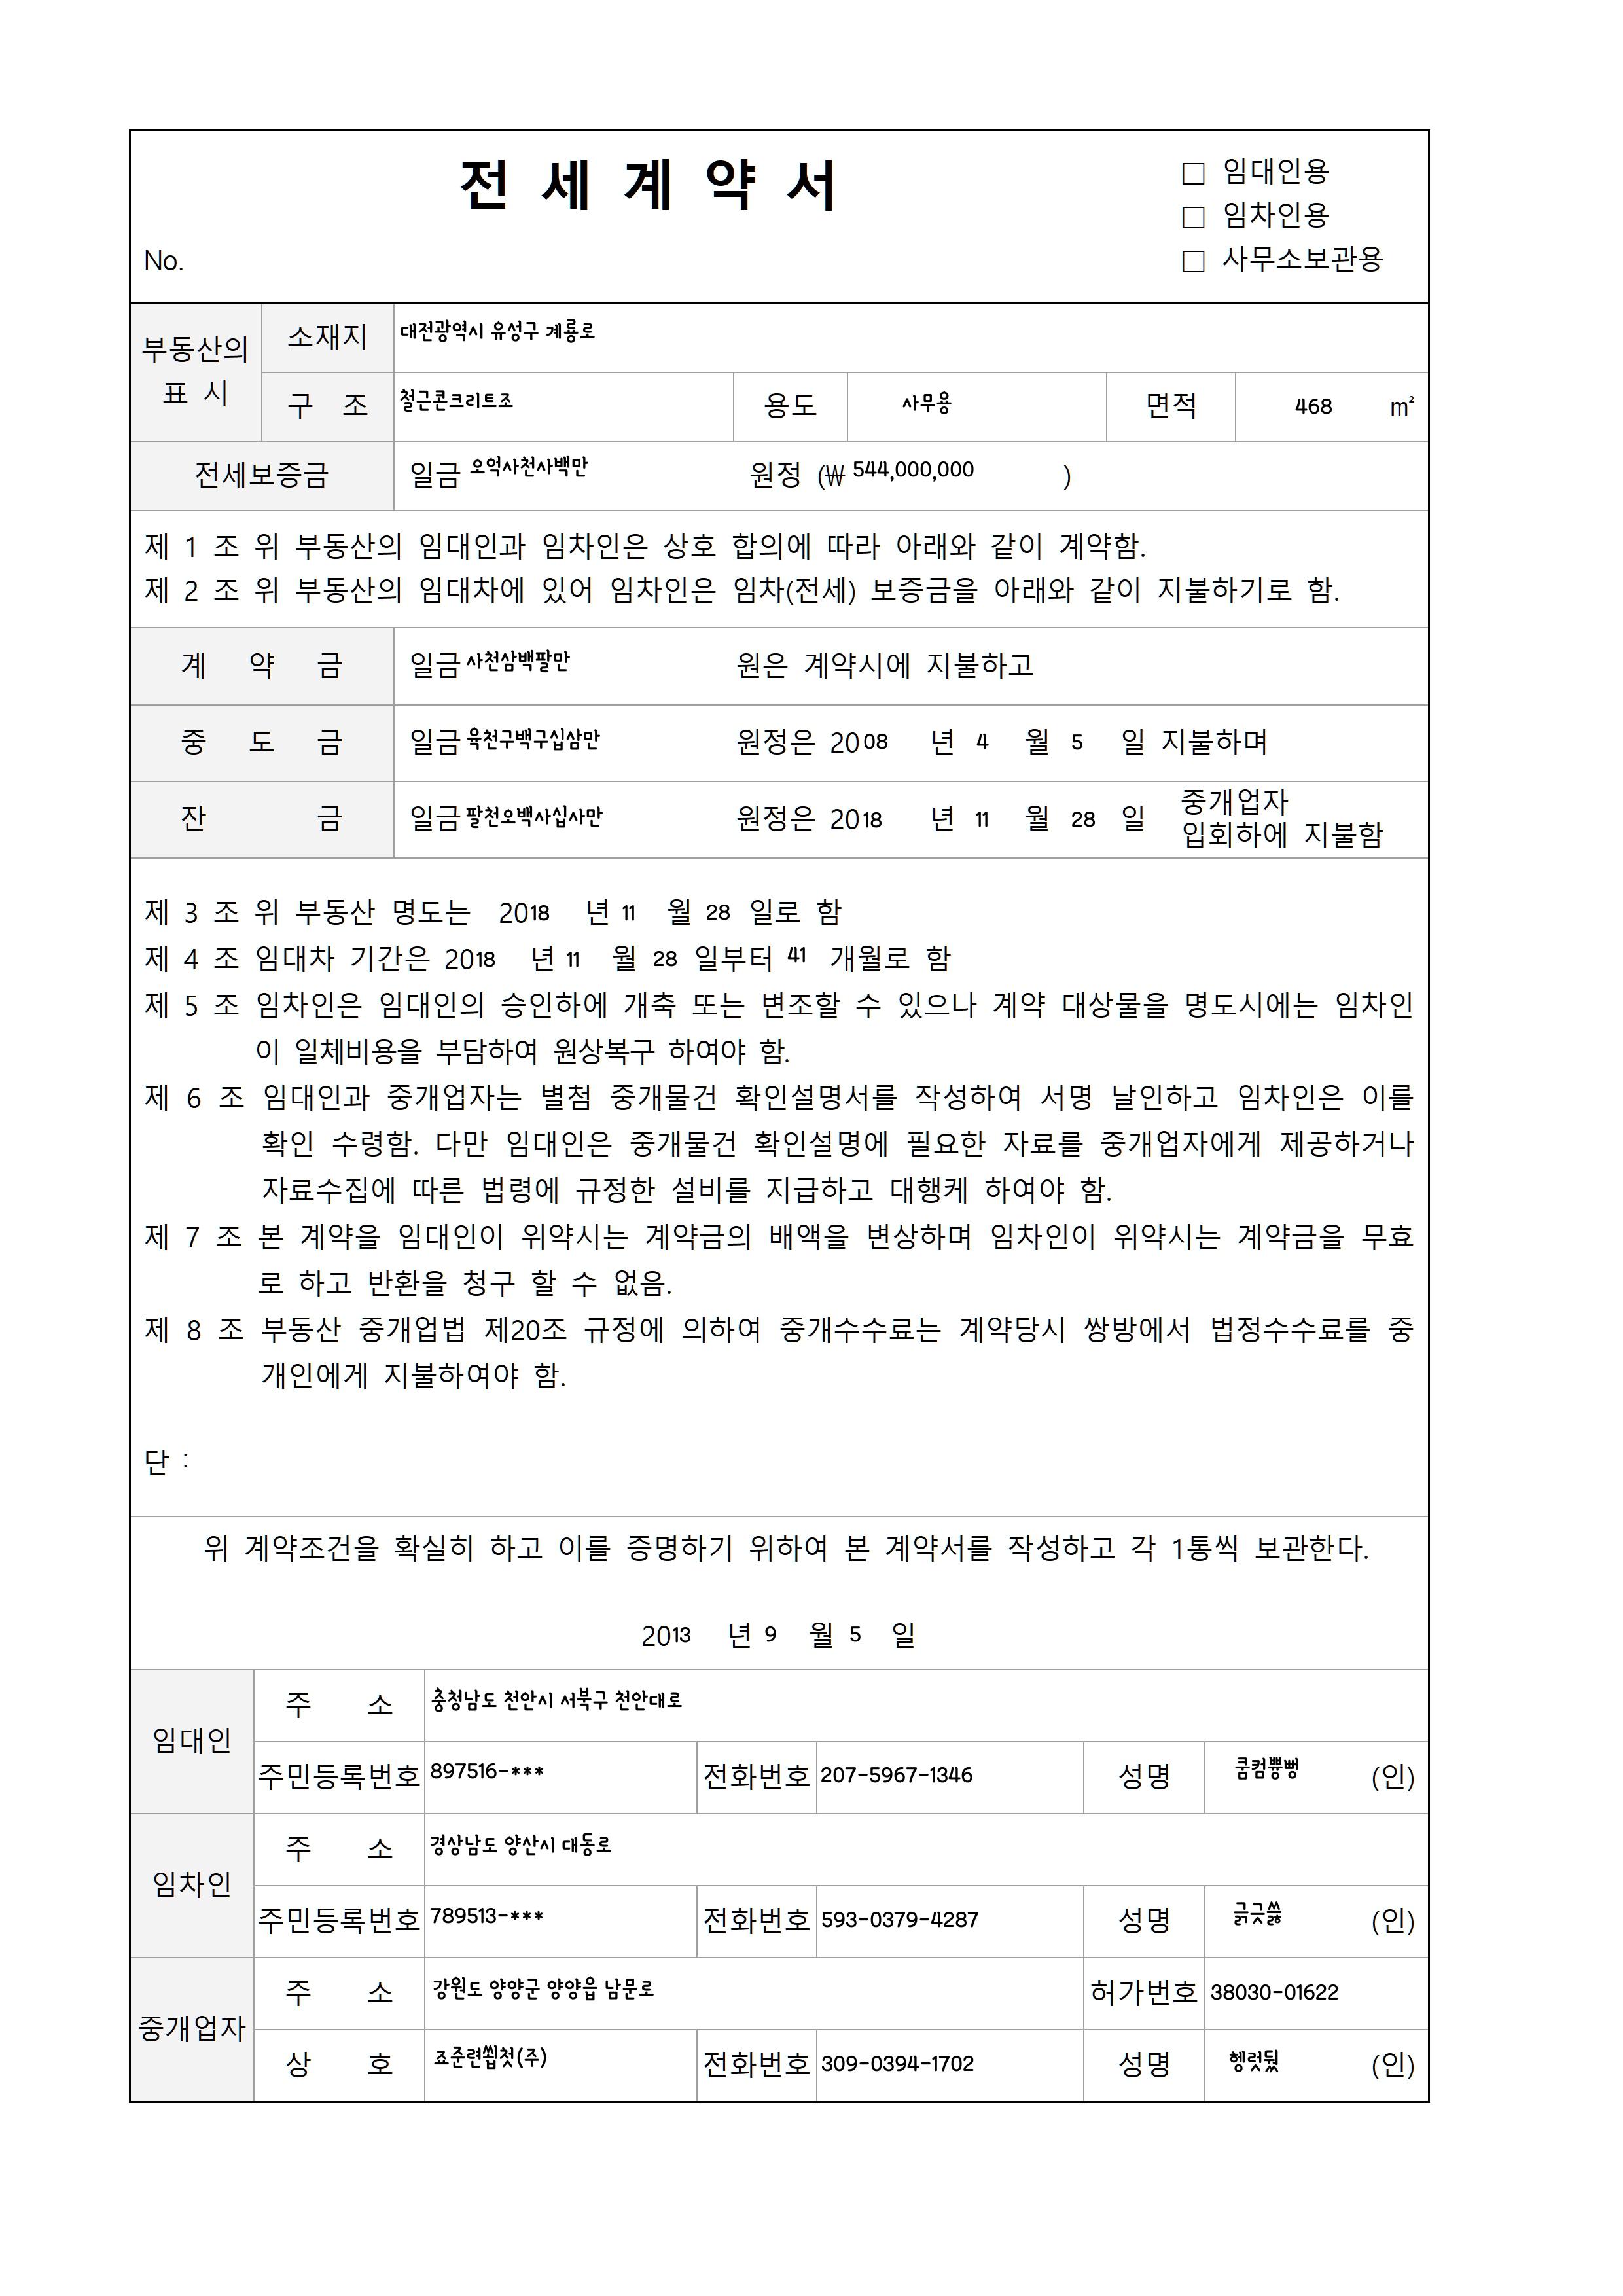 전 세 계 약 서
□ 임대인용
□ 임차인용
□ 사무소보관용
No.
부동산의 표 시
소재지 대전광역시 유성구 계룡로
구 조 철근콘크리트조 용도 사무용 면적 468 ㎡
전세보증금 일금 오억사천사백만 원정 (₩ 544,000,000 )
제 1 조 위 부동산의 임대인과 임차인은 상호 합의에 따라 아래와 같이 계약함.
제 2 조 위 부동산의 임대차에 있어 임차인은 임차(전세) 보증금을 아래와 같이 지불하기로 함.
계 약 금 일금 사천삼백팔만 원은 계약시에 지불하고
중 도 금 일금 육천구백구십삼만 원정은 2008 년 4 월 5 일 지불하며
잔 금 일금 팔천오백사십사만 원정은 2018 년 11 월 28 일 중개업자 입회하에 지불함
제 3 조 위 부동산 명도는 2018 년 11 월 28 일로 함
제 4 조 임대차 기간은 2018 년 11 월 28 일부터 41 개월로 함
제 5 조 임차인은 임대인의 승인하에 개축 또는 변조할 수 있으나 계약 대상물을 명도시에는 임차인
이 일체비용을 부담하여 원상복구 하여야 함.
제 6 조 임대인과 중개업자는 별첨 중개물건 확인설명서를 작성하여 서명 날인하고 임차인은 이를
확인 수령함. 다만 임대인은 중개물건 확인설명에 필요한 자료를 중개업자에게 제공하거나
자료수집에 따른 법령에 규정한 설비를 지급하고 대행케 하여야 함.
제 7 조 본 계약을 임대인이 위약시는 계약금의 배액을 변상하며 임차인이 위약시는 계약금을 무효
로 하고 반환을 청구 할 수 없음.
제 8 조 부동산 중개업법 제20조 규정에 의하여 중개수수료는 계약당시 쌍방에서 법정수수료를 중
개인에게 지불하여야 함.
단 :
위 계약조건을 확실히 하고 이를 증명하기 위하여 본 계약서를 작성하고 각 1통씩 보관한다.
2013 년 9 월 5 일
임대인
주 소 충청남도 천안시 서북구 천안대로
주민등록번호 897516-*** 전화번호 207-5967-1346 성명 쿰컴뿅뻥 (인)
임차인
주 소 경상남도 양산시 대동로
주민등록번호 789513-*** 전화번호 593-0379-4287 성명 (인)
중개업자
주 소 강원도 양양군 양양읍 남문로 허가번호 38030-01622
상 호 전화번호 309-0394-1702 성명 (인)